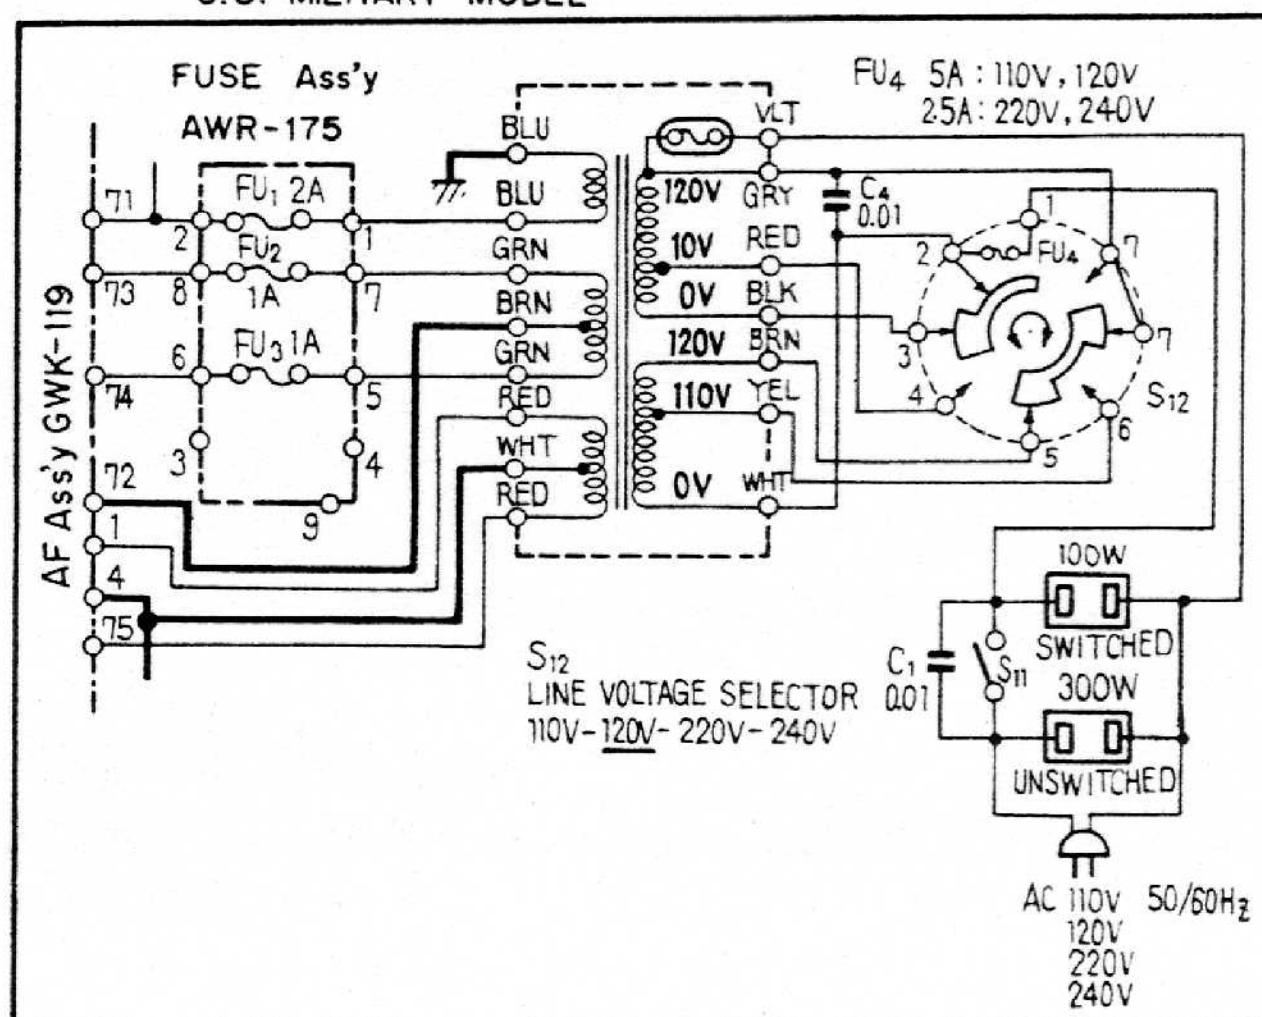 U.S. MILITARY MODEL
FUSE Ass'y
AWR-175
FU4 5A : 110V, 120V
2.5A: 220V, 240V
BLU
VLT
71
FU1 2A
2
1
BLU
120V
GRY
C4
0.01
1
2
FU4
7
73
FU2
8
1A
7
GRN
10V
RED
BRN
0V
BLK
3
7
AF Ass'y GWK-119
74
6
FU3 1A
5
GRN
120V
BRN
4
S12
RED
110V
YEL
6
5
3
4
WHT
72
9
RED
0V
WHT
1
4
75
100W
SWITCHED
S12
LINE VOLTAGE SELECTOR
110V-120V-220V-240V
C1
0.01
S11
300W
UNSWITCHED
AC 110V 50/60Hz
120V
220V
240V